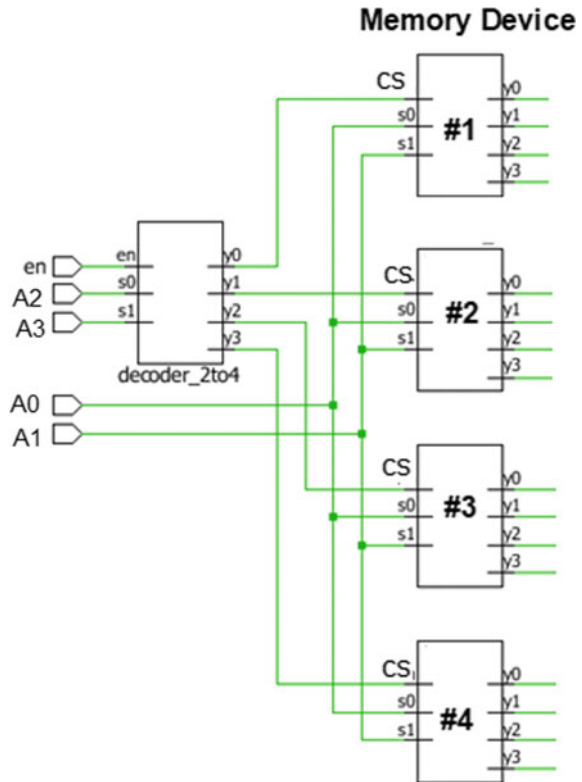 Memory Device
CS
s0
s1
#1
y0
y1
y2
y3
en
A2
A3
en
s0
s1
y0
y1
y2
y3
decoder_2to4
A0
A1
CS
s0
s1
#2
y0
y1
y2
y3
CS
s0
s1
#3
y0
y1
y2
y3
CS
s0
s1
#4
y0
y1
y2
y3